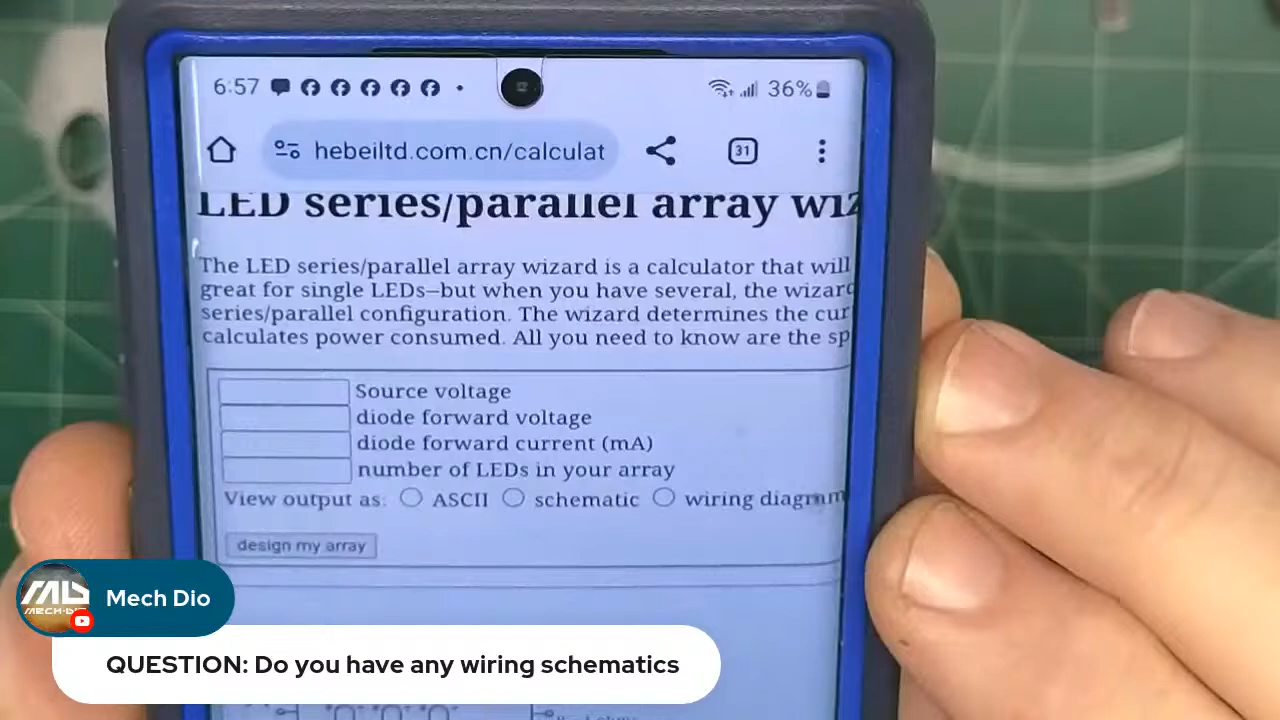 6:57
36%
hebeiltd.com.cn/calculat
31
LED series/parallel array wiz
The LED series/parallel array wizard is a calculator that will
great for single LEDs—but when you have several, the wizard
series/parallel configuration. The wizard determines the cur
calculates power consumed. All you need to know are the sp
Source voltage
diode forward voltage
diode forward current (mA)
number of LEDs in your array
View output as: ASCII schematic wiring diagram
design my array
Mech Dio
QUESTION: Do you have any wiring schematics